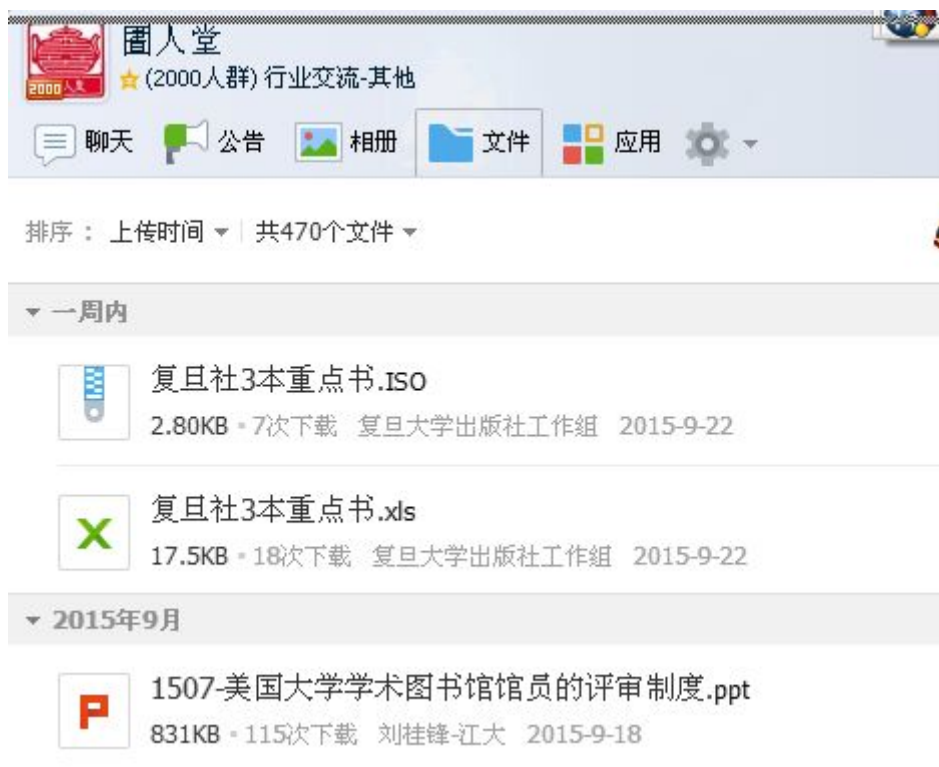 圕人堂
2000人群
(2000人群) 行业交流-其他
聊天 公告 相册 文件 应用
排序： 上传时间 共470个文件
一周内
复旦社3本重点书.ISO
2.80KB 7次下载 复旦大学出版社工作组 2015-9-22
复旦社3本重点书.xls
17.5KB 18次下载 复旦大学出版社工作组 2015-9-22
2015年9月
1507-美国大学学术图书馆馆员的评审制度.ppt
831KB 115次下载 刘桂锋-江大 2015-9-18